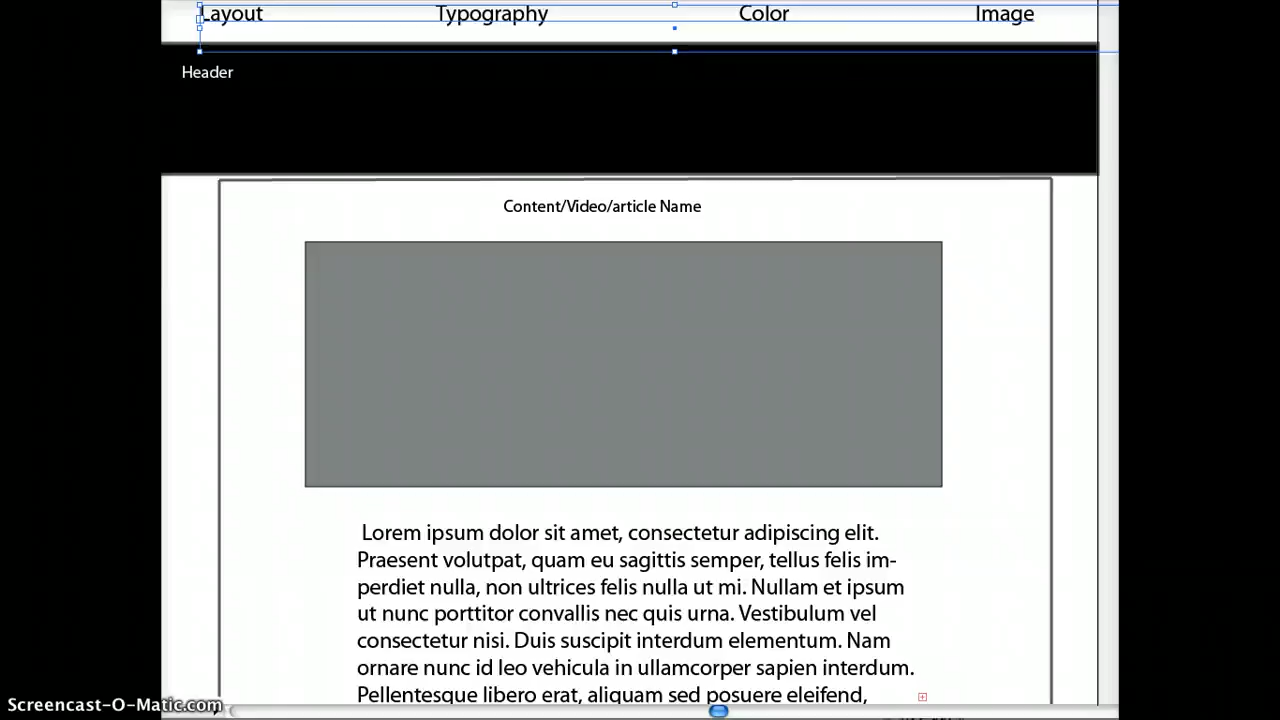 Layout Typography Color Image
Header
Content/Video/article Name
Lorem ipsum dolor sit amet, consectetur adipiscing elit.
Praesent volutpat, quam eu sagittis semper, tellus felis im-
perdiet nulla, non ultrices felis nulla ut mi. Nullam et ipsum
ut nunc porttitor convallis nec quis urna. Vestibulum vel
consectetur nisi. Duis suscipit interdum elementum. Nam
ornare nunc id leo vehicula in ullamcorper sapien interdum.
Pellentesque libero erat, aliquam sed posuere eleifend,
Screencast-O-Matic.com